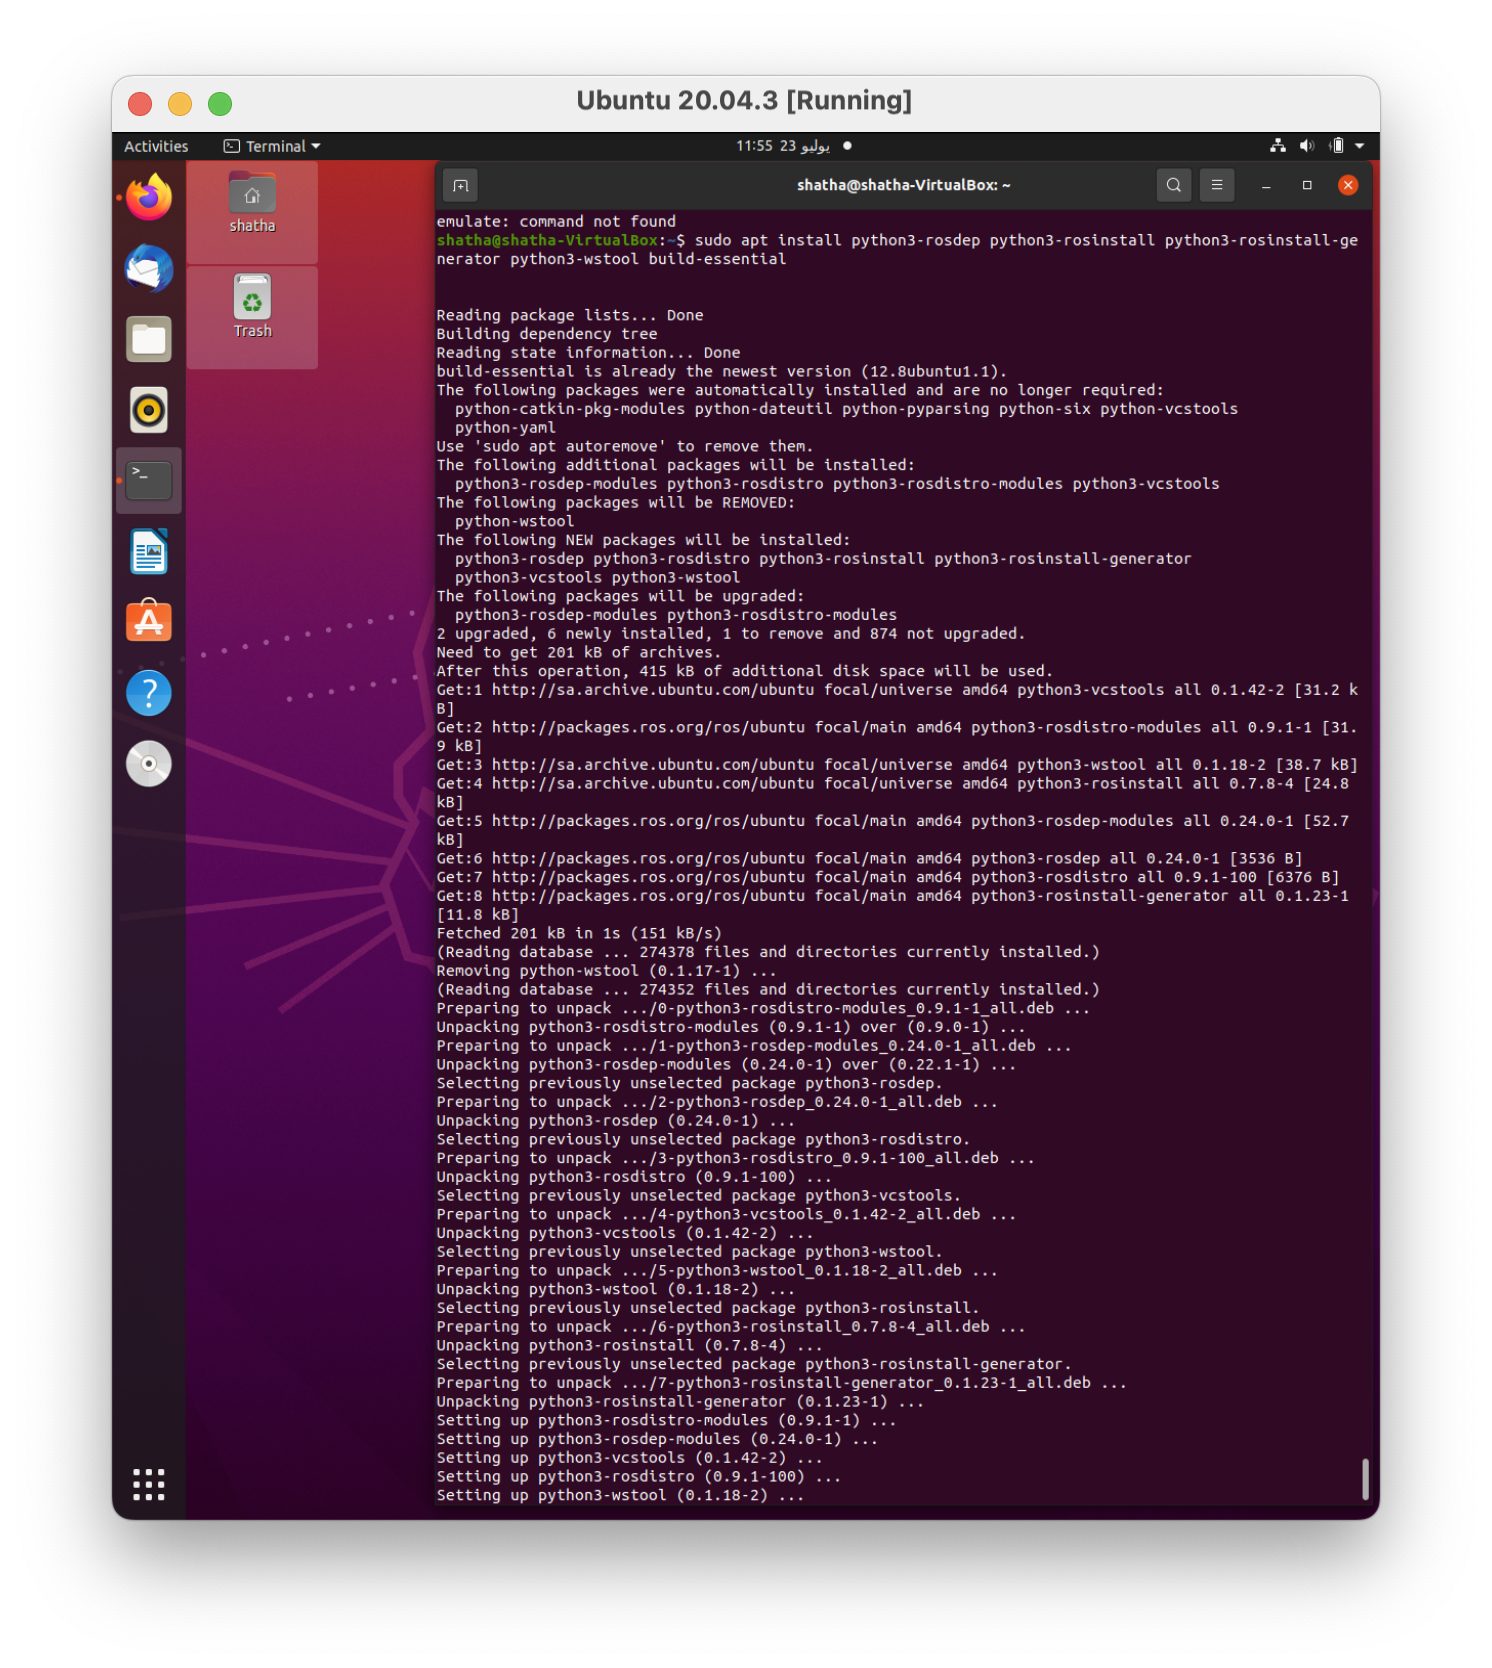 Ubuntu 20.04.3 [Running]
Activities
Terminal
11:55 23 يوليو
shatha
Trash
shatha@shatha-VirtualBox: ~
emulate: command not found
shatha@shatha-VirtualBox:~$ sudo apt install python3-rosdep python3-rosinstall python3-rosinstall-ge
nerator python3-wstool build-essential
Reading package lists... Done
Building dependency tree
Reading state information... Done
build-essential is already the newest version (12.8ubuntu1.1).
The following packages were automatically installed and are no longer required:
python-catkin-pkg-modules python-dateutil python-pyparsing python-six python-vcstools
python-yaml
Use 'sudo apt autoremove' to remove them.
The following additional packages will be installed:
python3-rosdep-modules python3-rosdistro python3-rosdistro-modules python3-vcstools
The following packages will be REMOVED:
python-wstool
The following NEW packages will be installed:
python3-rosdep python3-rosdistro python3-rosinstall python3-rosinstall-generator
python3-vcstools python3-wstool
The following packages will be upgraded:
python3-rosdep-modules python3-rosdistro-modules
2 upgraded, 6 newly installed, 1 to remove and 874 not upgraded.
Need to get 201 kB of archives.
After this operation, 415 kB of additional disk space will be used.
Get:1 http://sa.archive.ubuntu.com/ubuntu focal/universe amd64 python3-vcstools all 0.1.42-2 [31.2 k
B]
Get:2 http://packages.ros.org/ros/ubuntu focal/main amd64 python3-rosdistro-modules all 0.9.1-1 [31.
9 kB]
Get:3 http://sa.archive.ubuntu.com/ubuntu focal/universe amd64 python3-wstool all 0.1.18-2 [38.7 kB]
Get:4 http://sa.archive.ubuntu.com/ubuntu focal/universe amd64 python3-rosinstall all 0.7.8-4 [24.8
kB]
Get:5 http://packages.ros.org/ros/ubuntu focal/main amd64 python3-rosdep-modules all 0.24.0-1 [52.7
kB]
Get:6 http://packages.ros.org/ros/ubuntu focal/main amd64 python3-rosdep all 0.24.0-1 [3536 B]
Get:7 http://packages.ros.org/ros/ubuntu focal/main amd64 python3-rosdistro all 0.9.1-100 [6376 B]
Get:8 http://packages.ros.org/ros/ubuntu focal/main amd64 python3-rosinstall-generator all 0.1.23-1
[11.8 kB]
Fetched 201 kB in 1s (151 kB/s)
(Reading database ... 274378 files and directories currently installed.)
Removing python-wstool (0.1.17-1) ...
(Reading database ... 274352 files and directories currently installed.)
Preparing to unpack .../0-python3-rosdistro-modules_0.9.1-1_all.deb ...
Unpacking python3-rosdistro-modules (0.9.1-1) over (0.9.0-1) ...
Preparing to unpack .../1-python3-rosdep-modules_0.24.0-1_all.deb ...
Unpacking python3-rosdep-modules (0.24.0-1) over (0.22.1-1) ...
Selecting previously unselected package python3-rosdep.
Preparing to unpack .../2-python3-rosdep_0.24.0-1_all.deb ...
Unpacking python3-rosdep (0.24.0-1) ...
Selecting previously unselected package python3-rosdistro.
Preparing to unpack .../3-python3-rosdistro_0.9.1-100_all.deb ...
Unpacking python3-rosdistro (0.9.1-100) ...
Selecting previously unselected package python3-vcstools.
Preparing to unpack .../4-python3-vcstools_0.1.42-2_all.deb ...
Unpacking python3-vcstools (0.1.42-2) ...
Selecting previously unselected package python3-wstool.
Preparing to unpack .../5-python3-wstool_0.1.18-2_all.deb ...
Unpacking python3-wstool (0.1.18-2) ...
Selecting previously unselected package python3-rosinstall.
Preparing to unpack .../6-python3-rosinstall_0.7.8-4_all.deb ...
Unpacking python3-rosinstall (0.7.8-4) ...
Selecting previously unselected package python3-rosinstall-generator.
Preparing to unpack .../7-python3-rosinstall-generator_0.1.23-1_all.deb ...
Unpacking python3-rosinstall-generator (0.1.23-1) ...
Setting up python3-rosdistro-modules (0.9.1-1) ...
Setting up python3-rosdep-modules (0.24.0-1) ...
Setting up python3-vcstools (0.1.42-2) ...
Setting up python3-rosdistro (0.9.1-100) ...
Setting up python3-wstool (0.1.18-2) ...